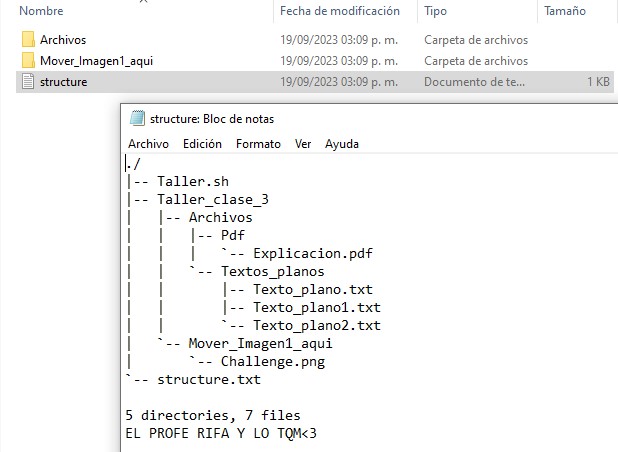 Nombre Fecha de modificación Tipo Tamaño
Archivos 19/09/2023 03:09 p. m. Carpeta de archivos
Mover_Imagen1_aqui 19/09/2023 03:09 p. m. Carpeta de archivos
structure 19/09/2023 03:09 p. m. Documento de te... 1 KB
structure: Bloc de notas
Archivo Edición Formato Ver Ayuda
./
|-- Taller.sh
|-- Taller_clase_3
|   |-- Archivos
|   |   |-- Pdf
|   |   |   `-- Explicacion.pdf
|   |   `-- Textos_planos
|   |       |-- Texto_plano.txt
|   |       |-- Texto_plano1.txt
|   |       `-- Texto_plano2.txt
|   `-- Mover_Imagen1_aqui
|       `-- Challenge.png
`-- structure.txt
5 directories, 7 files
EL PROFE RIFA Y LO TQM<3